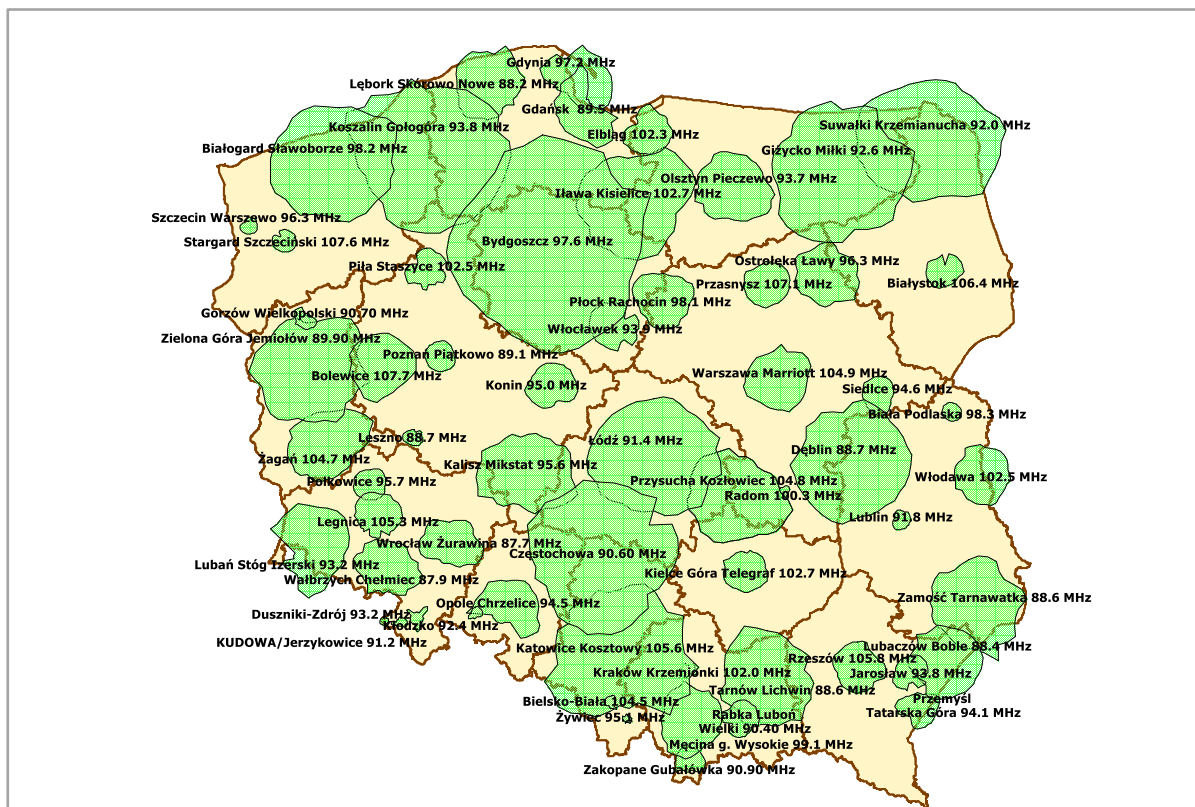 Gdynia 97.2 MHz
Lębork Skórowo Nowe 88.2 MHz
Gdańsk 89.5 MHz
Koszalin Gołogóra 93.8 MHz
Elbląg 102.3 MHz
Suwałki Krzemianucha 92.0 MHz
Białogard Sławoborze 98.2 MHz
Giżycko Miłki 92.6 MHz
Olsztyn Pieczewo 93.7 MHz
Iława Kisielice 102.7 MHz
Szczecin Warszewo 96.3 MHz
Stargard Szczeciński 107.6 MHz
Bydgoszcz 97.6 MHz
Piła Staszyce 102.5 MHz
Ostrołęka Ławy 96.3 MHz
Przasnysz 107.1 MHz
Białystok 106.4 MHz
Płock Rachocin 98.1 MHz
Gorzów Wielkopolski 90.70 MHz
Włocławek 93.9 MHz
Zielona Góra Jemiołów 89.90 MHz
Poznań Piątkowo 89.1 MHz
Bolewice 107.7 MHz
Konin 95.0 MHz
Warszawa Marriott 104.9 MHz
Siedlce 94.6 MHz
Biała Podlaska 98.3 MHz
Leszno 88.7 MHz
Łódź 91.4 MHz
Dęblin 88.7 MHz
Żagań 104.7 MHz
Kalisz Mikstat 95.6 MHz
Polkowice 95.7 MHz
Przysucha Kozłowiec 104.8 MHz
Włodawa 102.5 MHz
Radom 100.3 MHz
Legnica 105.3 MHz
Lublin 91.8 MHz
Wrocław Żurawina 87.7 MHz
Częstochowa 90.60 MHz
Lubań Stóg Izerski 93.2 MHz
Kielce Góra Telegraf 102.7 MHz
Wałbrzych Chełmiec 87.9 MHz
Zamość Tarnawatka 88.6 MHz
Opole Chrzelice 94.5 MHz
Duszniki-Zdrój 93.2 MHz
Kłodzko 92.4 MHz
KUDOWA/Jerzykowice 91.2 MHz
Katowice Kosztowy 105.6 MHz
Lubaczów Boble 88.4 MHz
Rzeszów 105.8 MHz
Kraków Krzemionki 102.0 MHz
Jarosław 93.8 MHz
Tarnów Lichwin 88.6 MHz
Bielsko-Biała 104.5 MHz
Przemyśl
Tatarska Góra 94.1 MHz
Żywiec 95.1 MHz
Rabka Luboń
Wielki 90.40 MHz
Męcina g. Wysokie 99.1 MHz
Zakopane Gubałówka 90.90 MHz